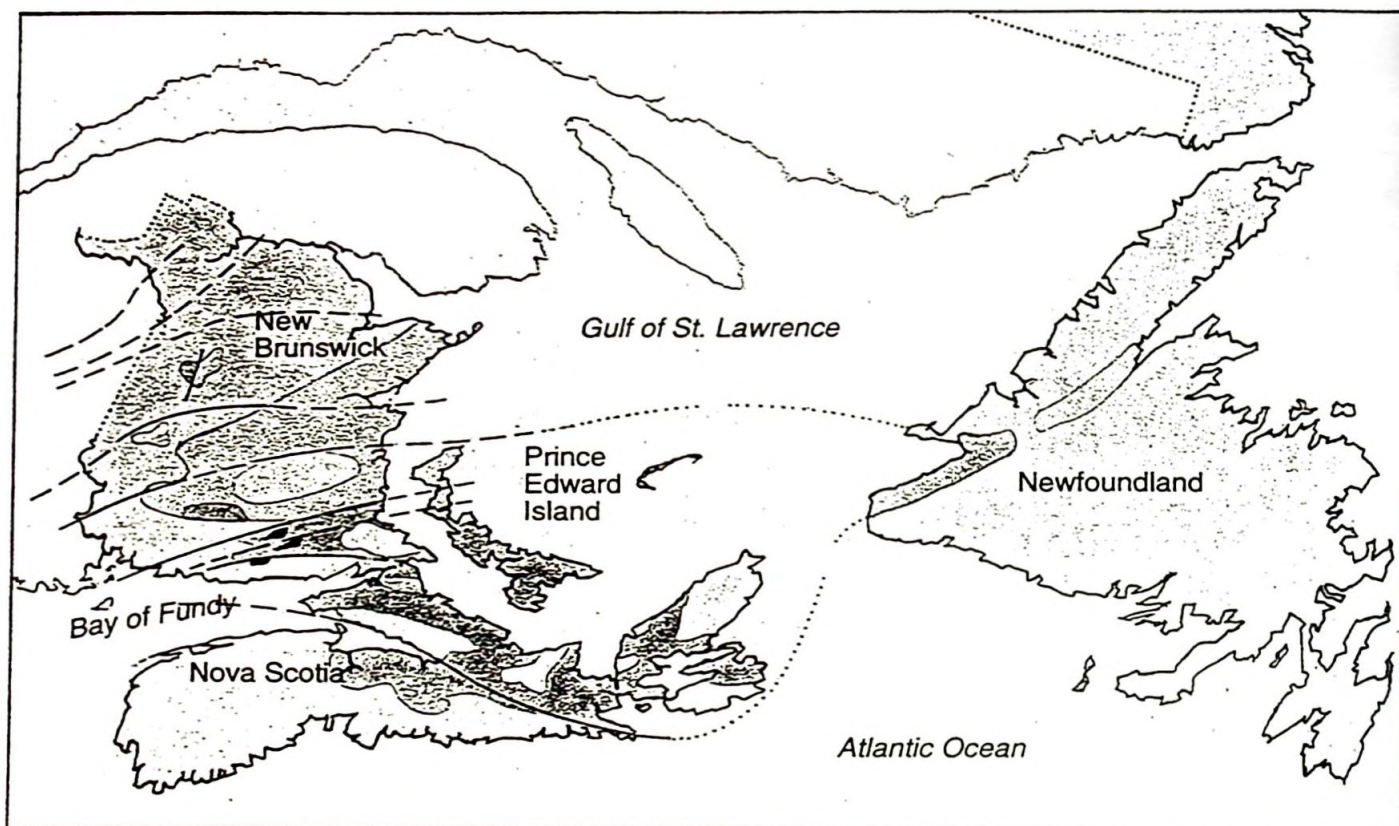 New
Brunswick
Gulf of St. Lawrence
Prince
Edward
Island
Newfoundland
Bay of Fundy
Nova Scotia
Atlantic Ocean